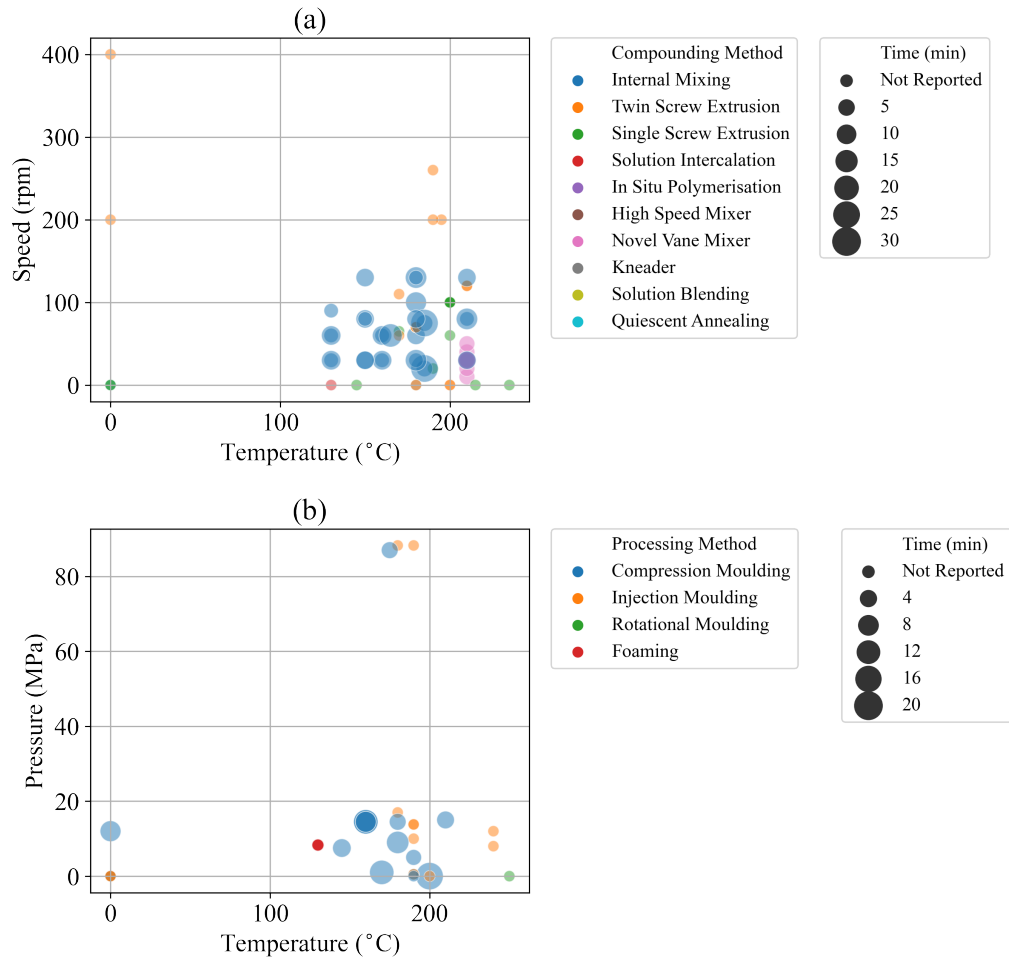 (a)
400
300
200
100
0
Speed (rpm)
0
100
200
Temperature (˚C)
Compounding Method
Internal Mixing
Twin Screw Extrusion
Single Screw Extrusion
Solution Intercalation
In Situ Polymerisation
High Speed Mixer
Novel Vane Mixer
Kneader
Solution Blending
Quiescent Annealing
Time (min)
Not Reported
5
10
15
20
25
30
(b)
80
60
40
20
0
Pressure (MPa)
0
100
200
Temperature (˚C)
Processing Method
Compression Moulding
Injection Moulding
Rotational Moulding
Foaming
Time (min)
Not Reported
4
8
12
16
20